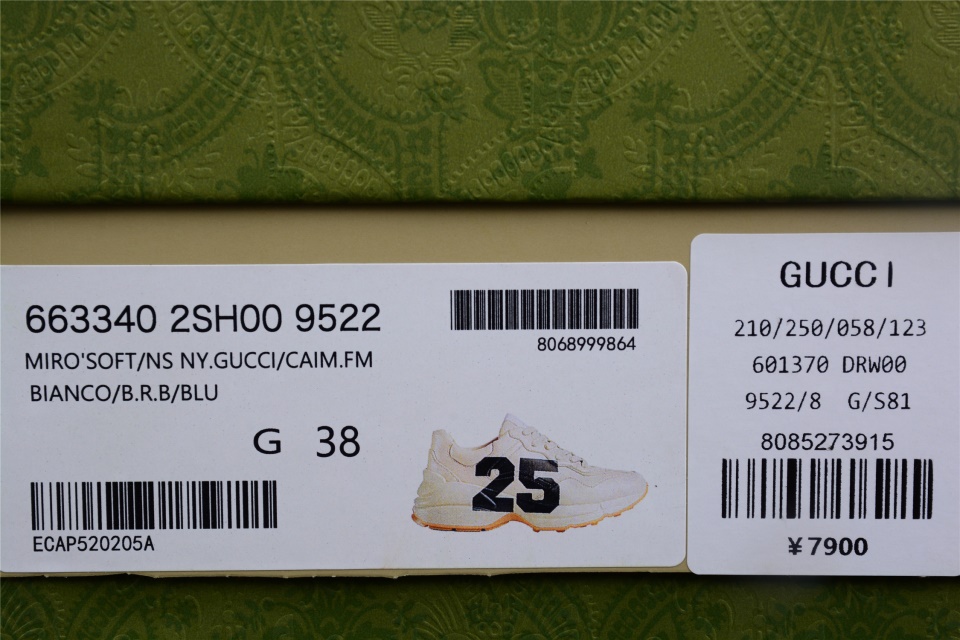 663340 2SH00 9522
MIRO'SOFT/NS NY.GUCCI/CAIM.FM
BIANCO/B.R.B/BLU
8068999864
G 38
25
ECAP520205A
GUCCI
210/250/058/123
601370 DRW00
9522/8 G/S81
8085273915
¥7900